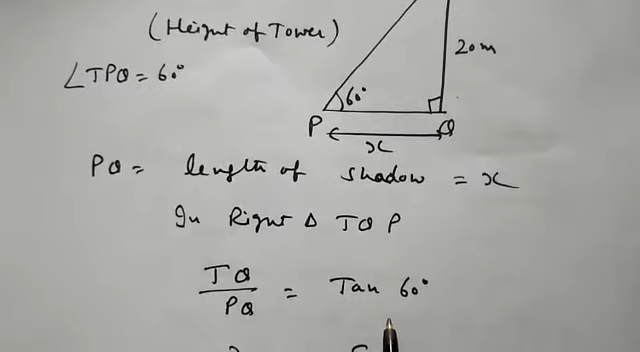 (Height of Tower)
20m
∠TPQ = 60°
60°
P
Q
x
PQ = length of shadow = x
In Right Δ TQP
TQ/PQ = Tan 60°